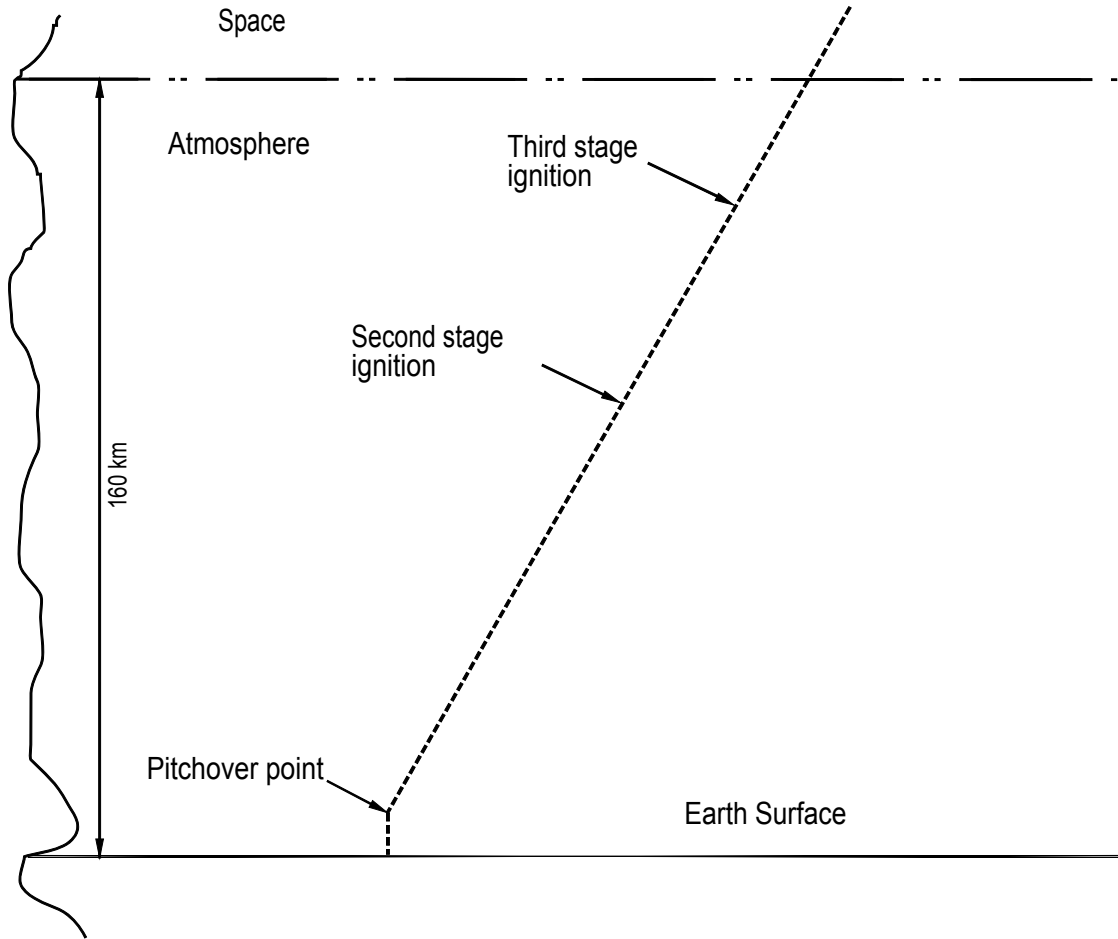 Space
Atmosphere
Third stage
ignition
Second stage
ignition
160 km
Pitchover point
Earth Surface